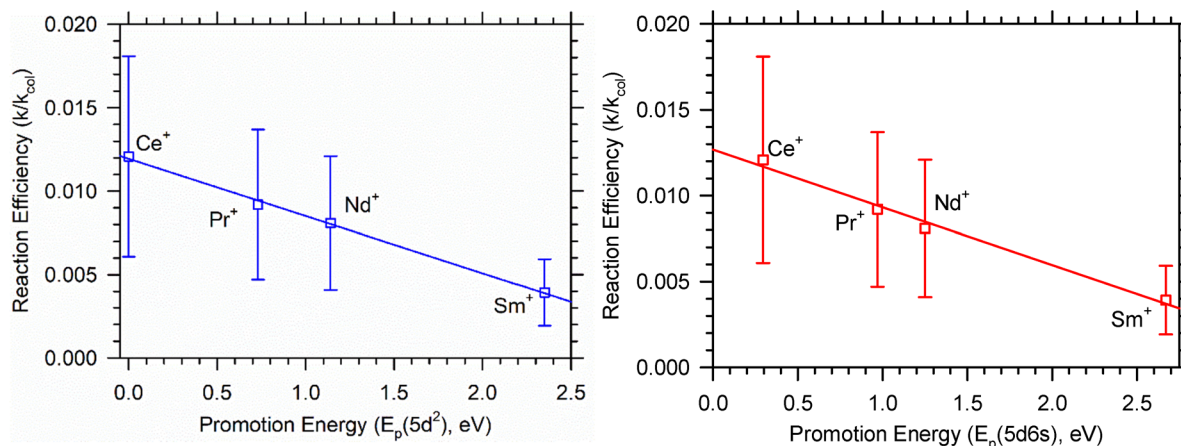 Reaction Efficiency (k/k_col)
0.020
0.015
0.010
0.005
0.000
Ce⁺
Pr⁺
Nd⁺
Sm⁺
0.0 0.5 1.0 1.5 2.0 2.5
Promotion Energy (E_p(5d²), eV)
Reaction Efficiency (k/k_col)
0.020
0.015
0.010
0.005
0.000
Ce⁺
Pr⁺
Nd⁺
Sm⁺
0.0 0.5 1.0 1.5 2.0 2.5
Promotion Energy (E_p(5d6s), eV)